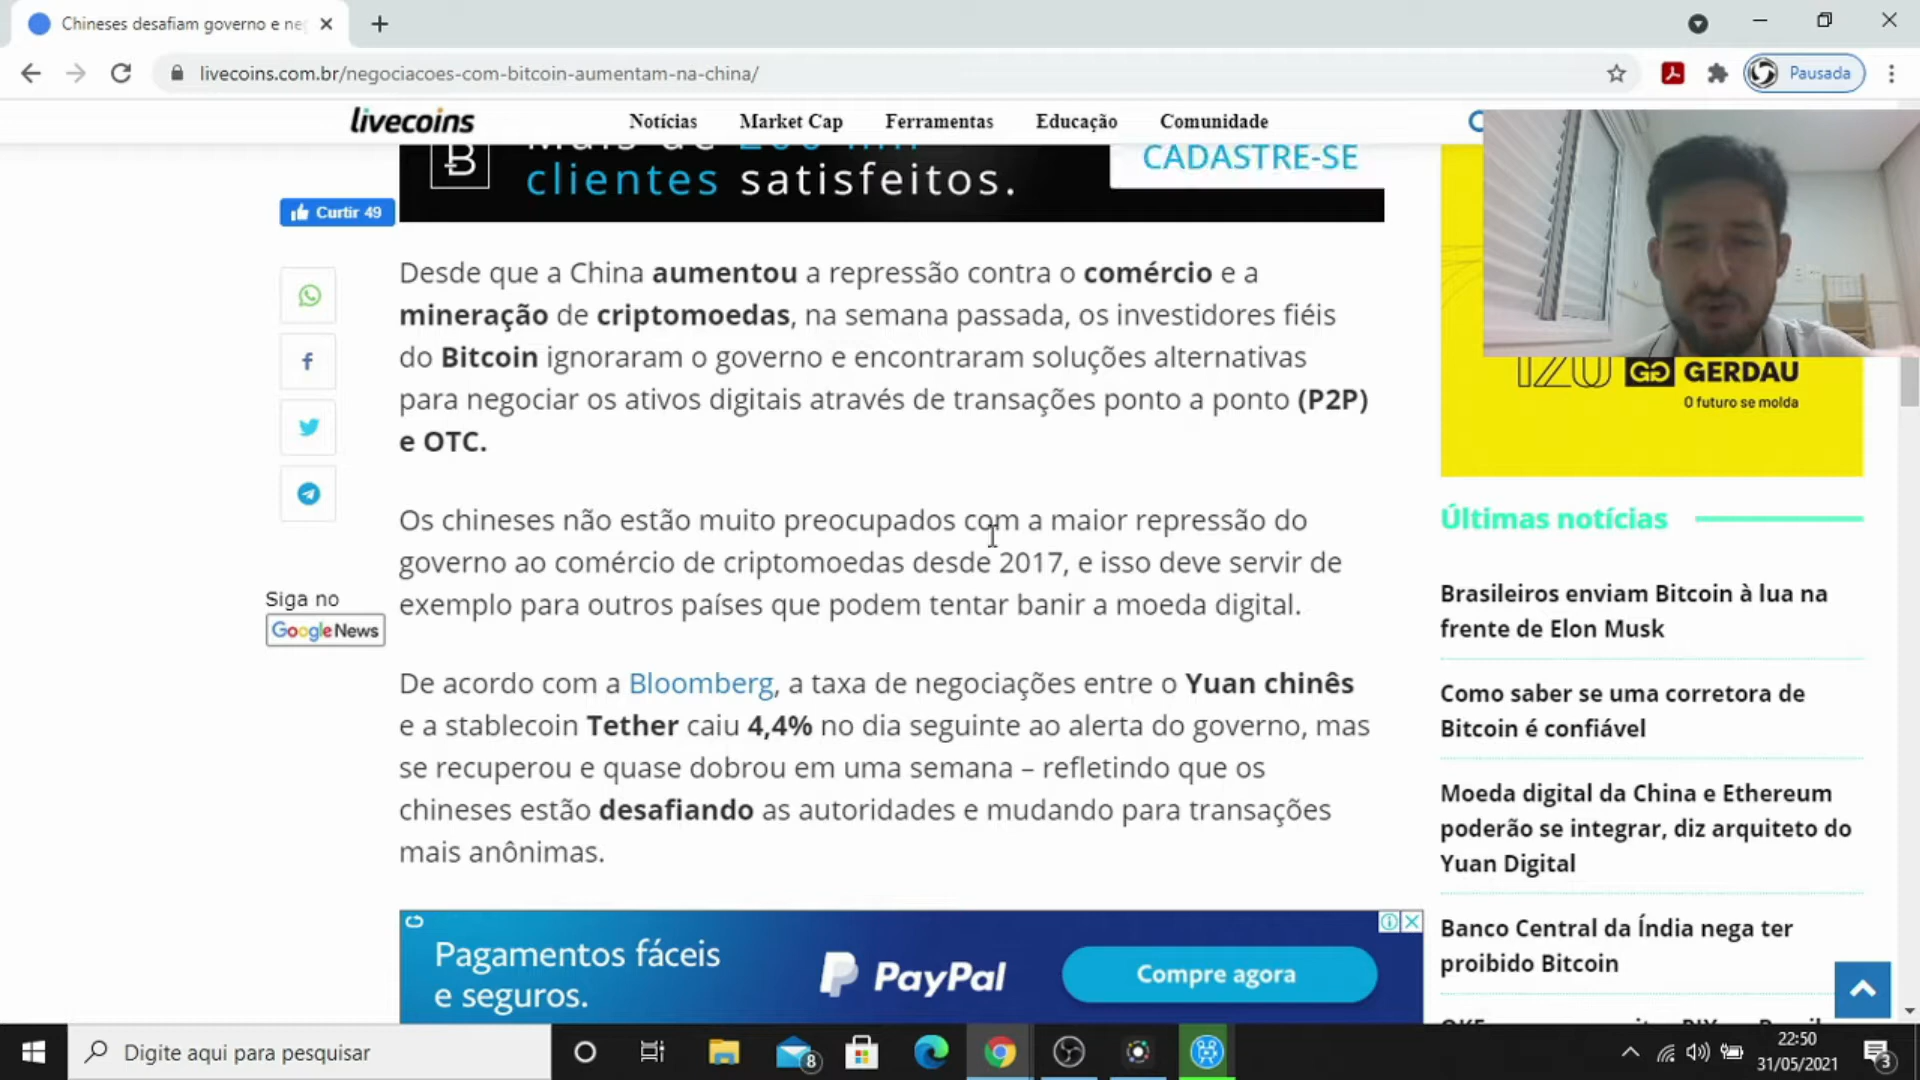 Chineses desafiam governo e ne
livecoins.com.br/negociacoes-com-bitcoin-aumentam-na-china/
Pausada
livecoins
Notícias
Market Cap
Ferramentas
Educação
Comunidade
clientes satisfeitos.
CADASTRE-SE
Curtir 49
Desde que a China aumentou a repressão contra o comércio e a
mineração de criptomoedas, na semana passada, os investidores fiéis
do Bitcoin ignoraram o governo e encontraram soluções alternativas
para negociar os ativos digitais através de transações ponto a ponto (P2P)
e OTC.
Os chineses não estão muito preocupados com a maior repressão do
governo ao comércio de criptomoedas desde 2017, e isso deve servir de
exemplo para outros países que podem tentar banir a moeda digital.
Siga no
Google News
De acordo com a Bloomberg, a taxa de negociações entre o Yuan chinês
e a stablecoin Tether caiu 4,4% no dia seguinte ao alerta do governo, mas
se recuperou e quase dobrou em uma semana – refletindo que os
chineses estão desafiando as autoridades e mudando para transações
mais anônimas.
Pagamentos fáceis
e seguros.
PayPal
Compre agora
GG GERDAU
O futuro se molda
Últimas notícias
Brasileiros enviam Bitcoin à lua na
frente de Elon Musk
Como saber se uma corretora de
Bitcoin é confiável
Moeda digital da China e Ethereum
poderão se integrar, diz arquiteto do
Yuan Digital
Banco Central da Índia nega ter
proibido Bitcoin
Digite aqui para pesquisar
8
22:50
31/05/2021
3